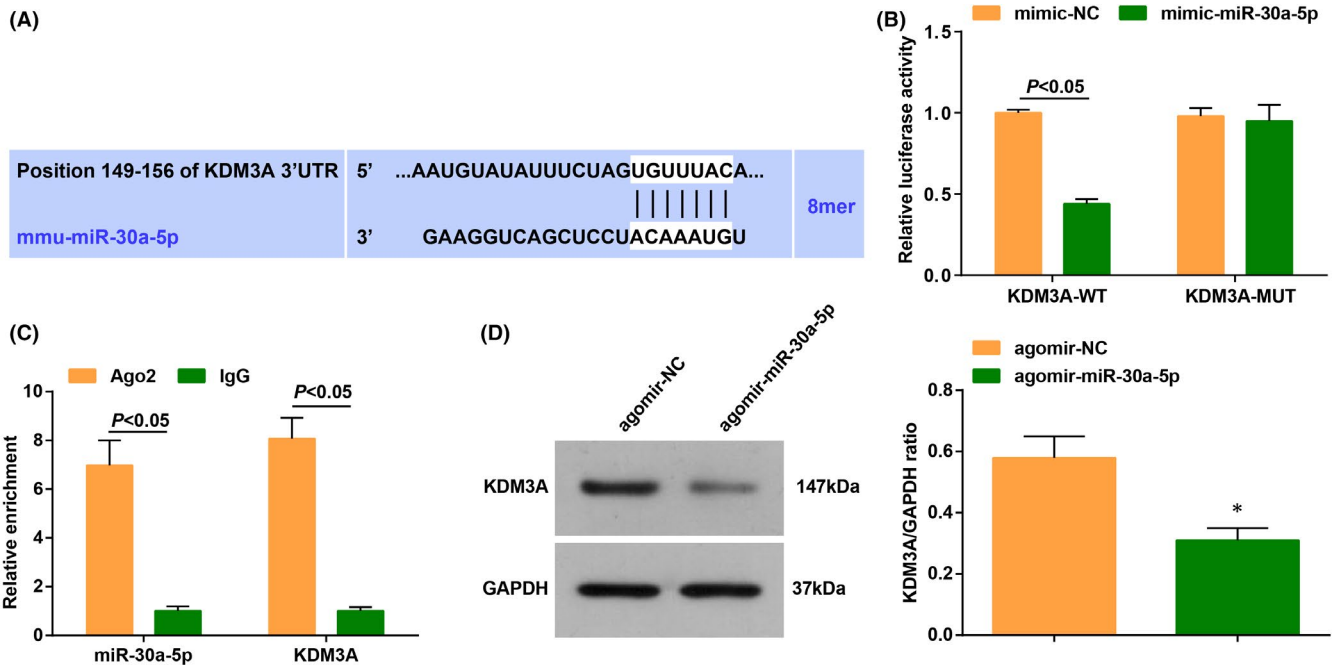 (A)
Position 149-156 of KDM3A 3’UTR 5’ ...AAUGUAUAUUUCUAGUGUUUACA...
mmu-miR-30a-5p 3’ GAAGGUCAGCUCCUACAAAUGU
8mer
(B)
mimic-NC mimic-miR-30a-5p
Relative luciferase activity
1.5
1.0
0.5
0.0
P<0.05
KDM3A-WT KDM3A-MUT
(C)
Ago2 IgG
Relative enrichment
10
8
6
4
2
0
P<0.05
P<0.05
miR-30a-5p KDM3A
(D)
agomir-NC
agomir-miR-30a-5p
KDM3A 147kDa
GAPDH 37kDa
agomir-NC
agomir-miR-30a-5p
KDM3A/GAPDH ratio
0.8
0.6
0.4
0.2
0.0
*